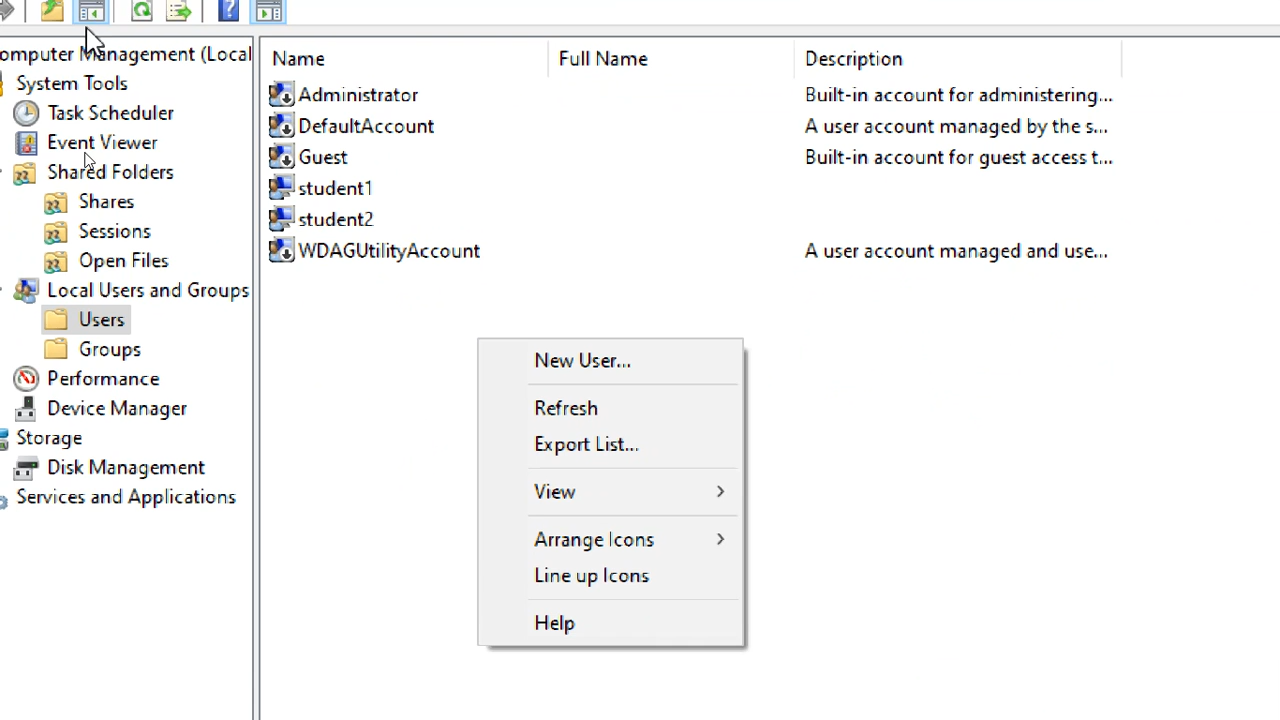 omputer Management (Local
System Tools
Task Scheduler
Event Viewer
Shared Folders
Shares
Sessions
Open Files
Local Users and Groups
Users
Groups
Performance
Device Manager
Storage
Disk Management
Services and Applications
Name Full Name Description
Administrator Built-in account for administering...
DefaultAccount A user account managed by the s...
Guest Built-in account for guest access t...
student1
student2
WDAGUtilityAccount A user account managed and use...
New User...
Refresh
Export List...
View
Arrange Icons
Line up Icons
Help